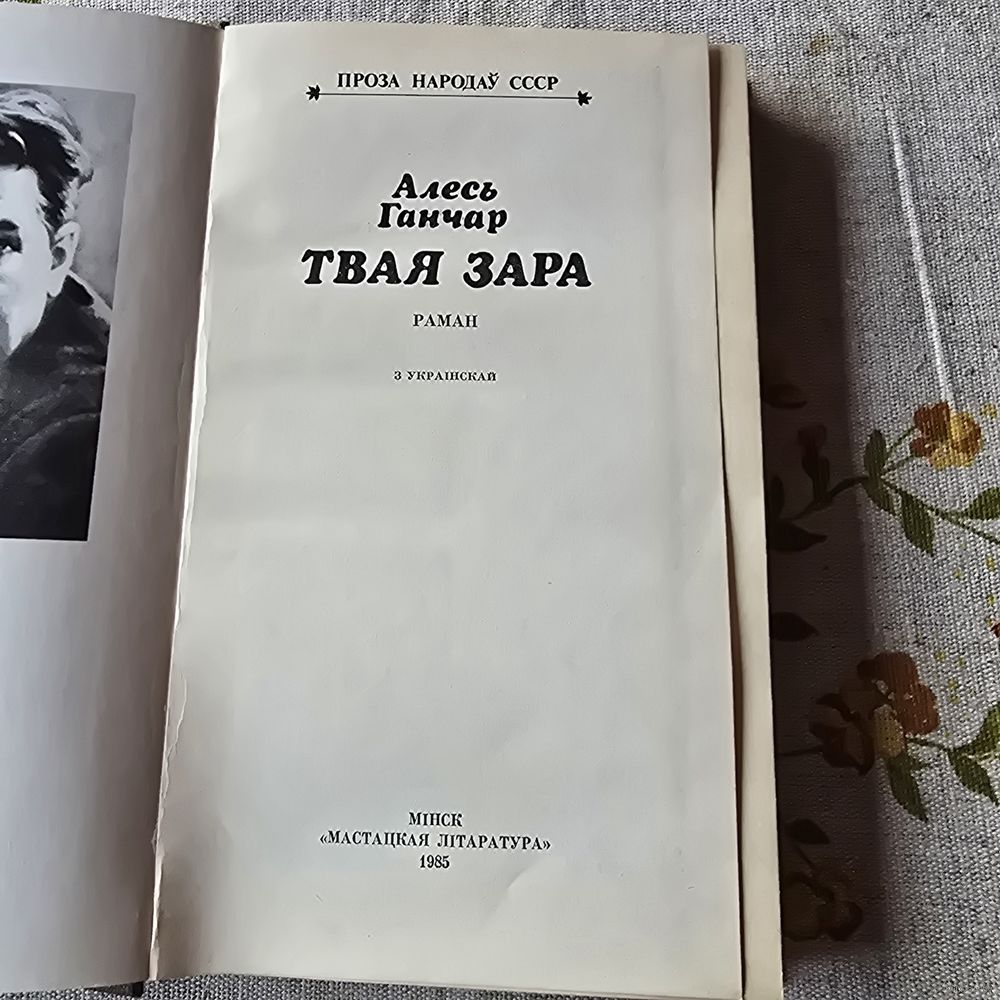 ПРОЗА НАРОДАЎ СССР
Алесь
Ганчар
ТВАЯ ЗАРА
РАМАН
З УКРАІНСКАЙ
МІНСК
«МАСТАЦКАЯ ЛІТАРАТУРА»
1985